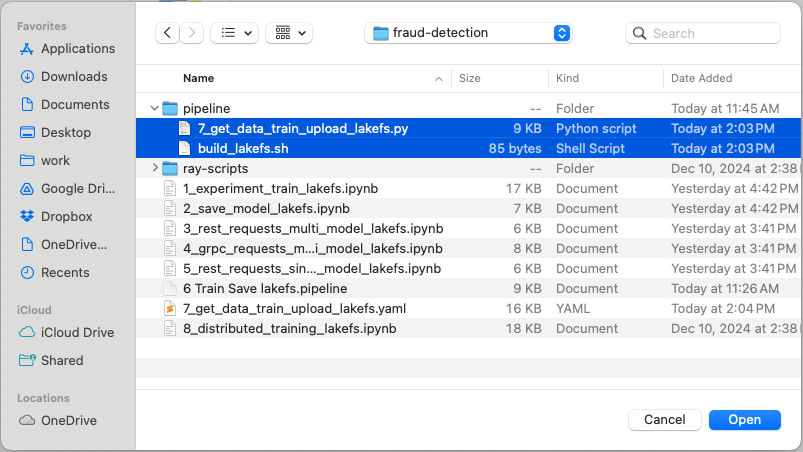 Favorites
Applications
Downloads
Documents
Desktop
work
Google Dri...
Dropbox
OneDrive...
Recents
iCloud
iCloud Drive
Shared
Locations
OneDrive
fraud-detection
Search
Name Size Kind Date Added
pipeline -- Folder Today at 11:45 AM
7_get_data_train_upload_lakefs.py 9 KB Python script Today at 2:03 PM
build_lakefs.sh 85 bytes Shell Script Today at 2:03 PM
ray-scripts -- Folder Dec 10, 2024 at 2:38
1_experiment_train_lakefs.ipynb 17 KB Document Yesterday at 4:42 PM
2_save_model_lakefs.ipynb 7 KB Document Yesterday at 4:42 PM
3_rest_requests_multi_model_lakefs.ipynb 6 KB Document Yesterday at 3:41 PM
4_grpc_requests_m...i_model_lakefs.ipynb 8 KB Document Yesterday at 3:41 PM
5_rest_requests_sin..._model_lakefs.ipynb 6 KB Document Yesterday at 3:41 PM
6 Train Save lakefs.pipeline 9 KB Document Today at 11:26 AM
7_get_data_train_upload_lakefs.yaml 16 KB YAML Today at 2:04 PM
8_distributed_training_lakefs.ipynb 18 KB Document Dec 10, 2024 at 2:38
Cancel Open